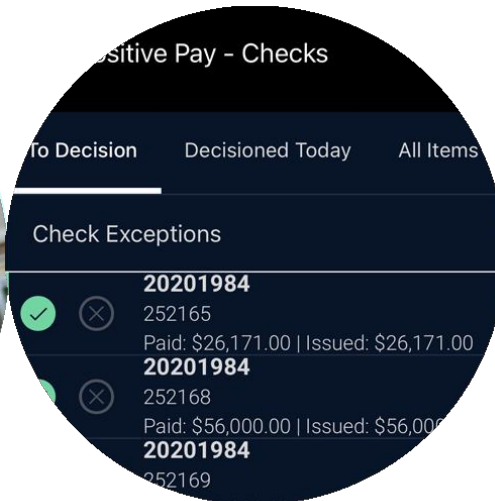 Positive Pay - Checks
To Decision Decisioned Today All Items
Check Exceptions
20201984
252165
Paid: $26,171.00 | Issued: $26,171.00
20201984
252168
Paid: $56,000.00 | Issued: $56,00
20201984
252169